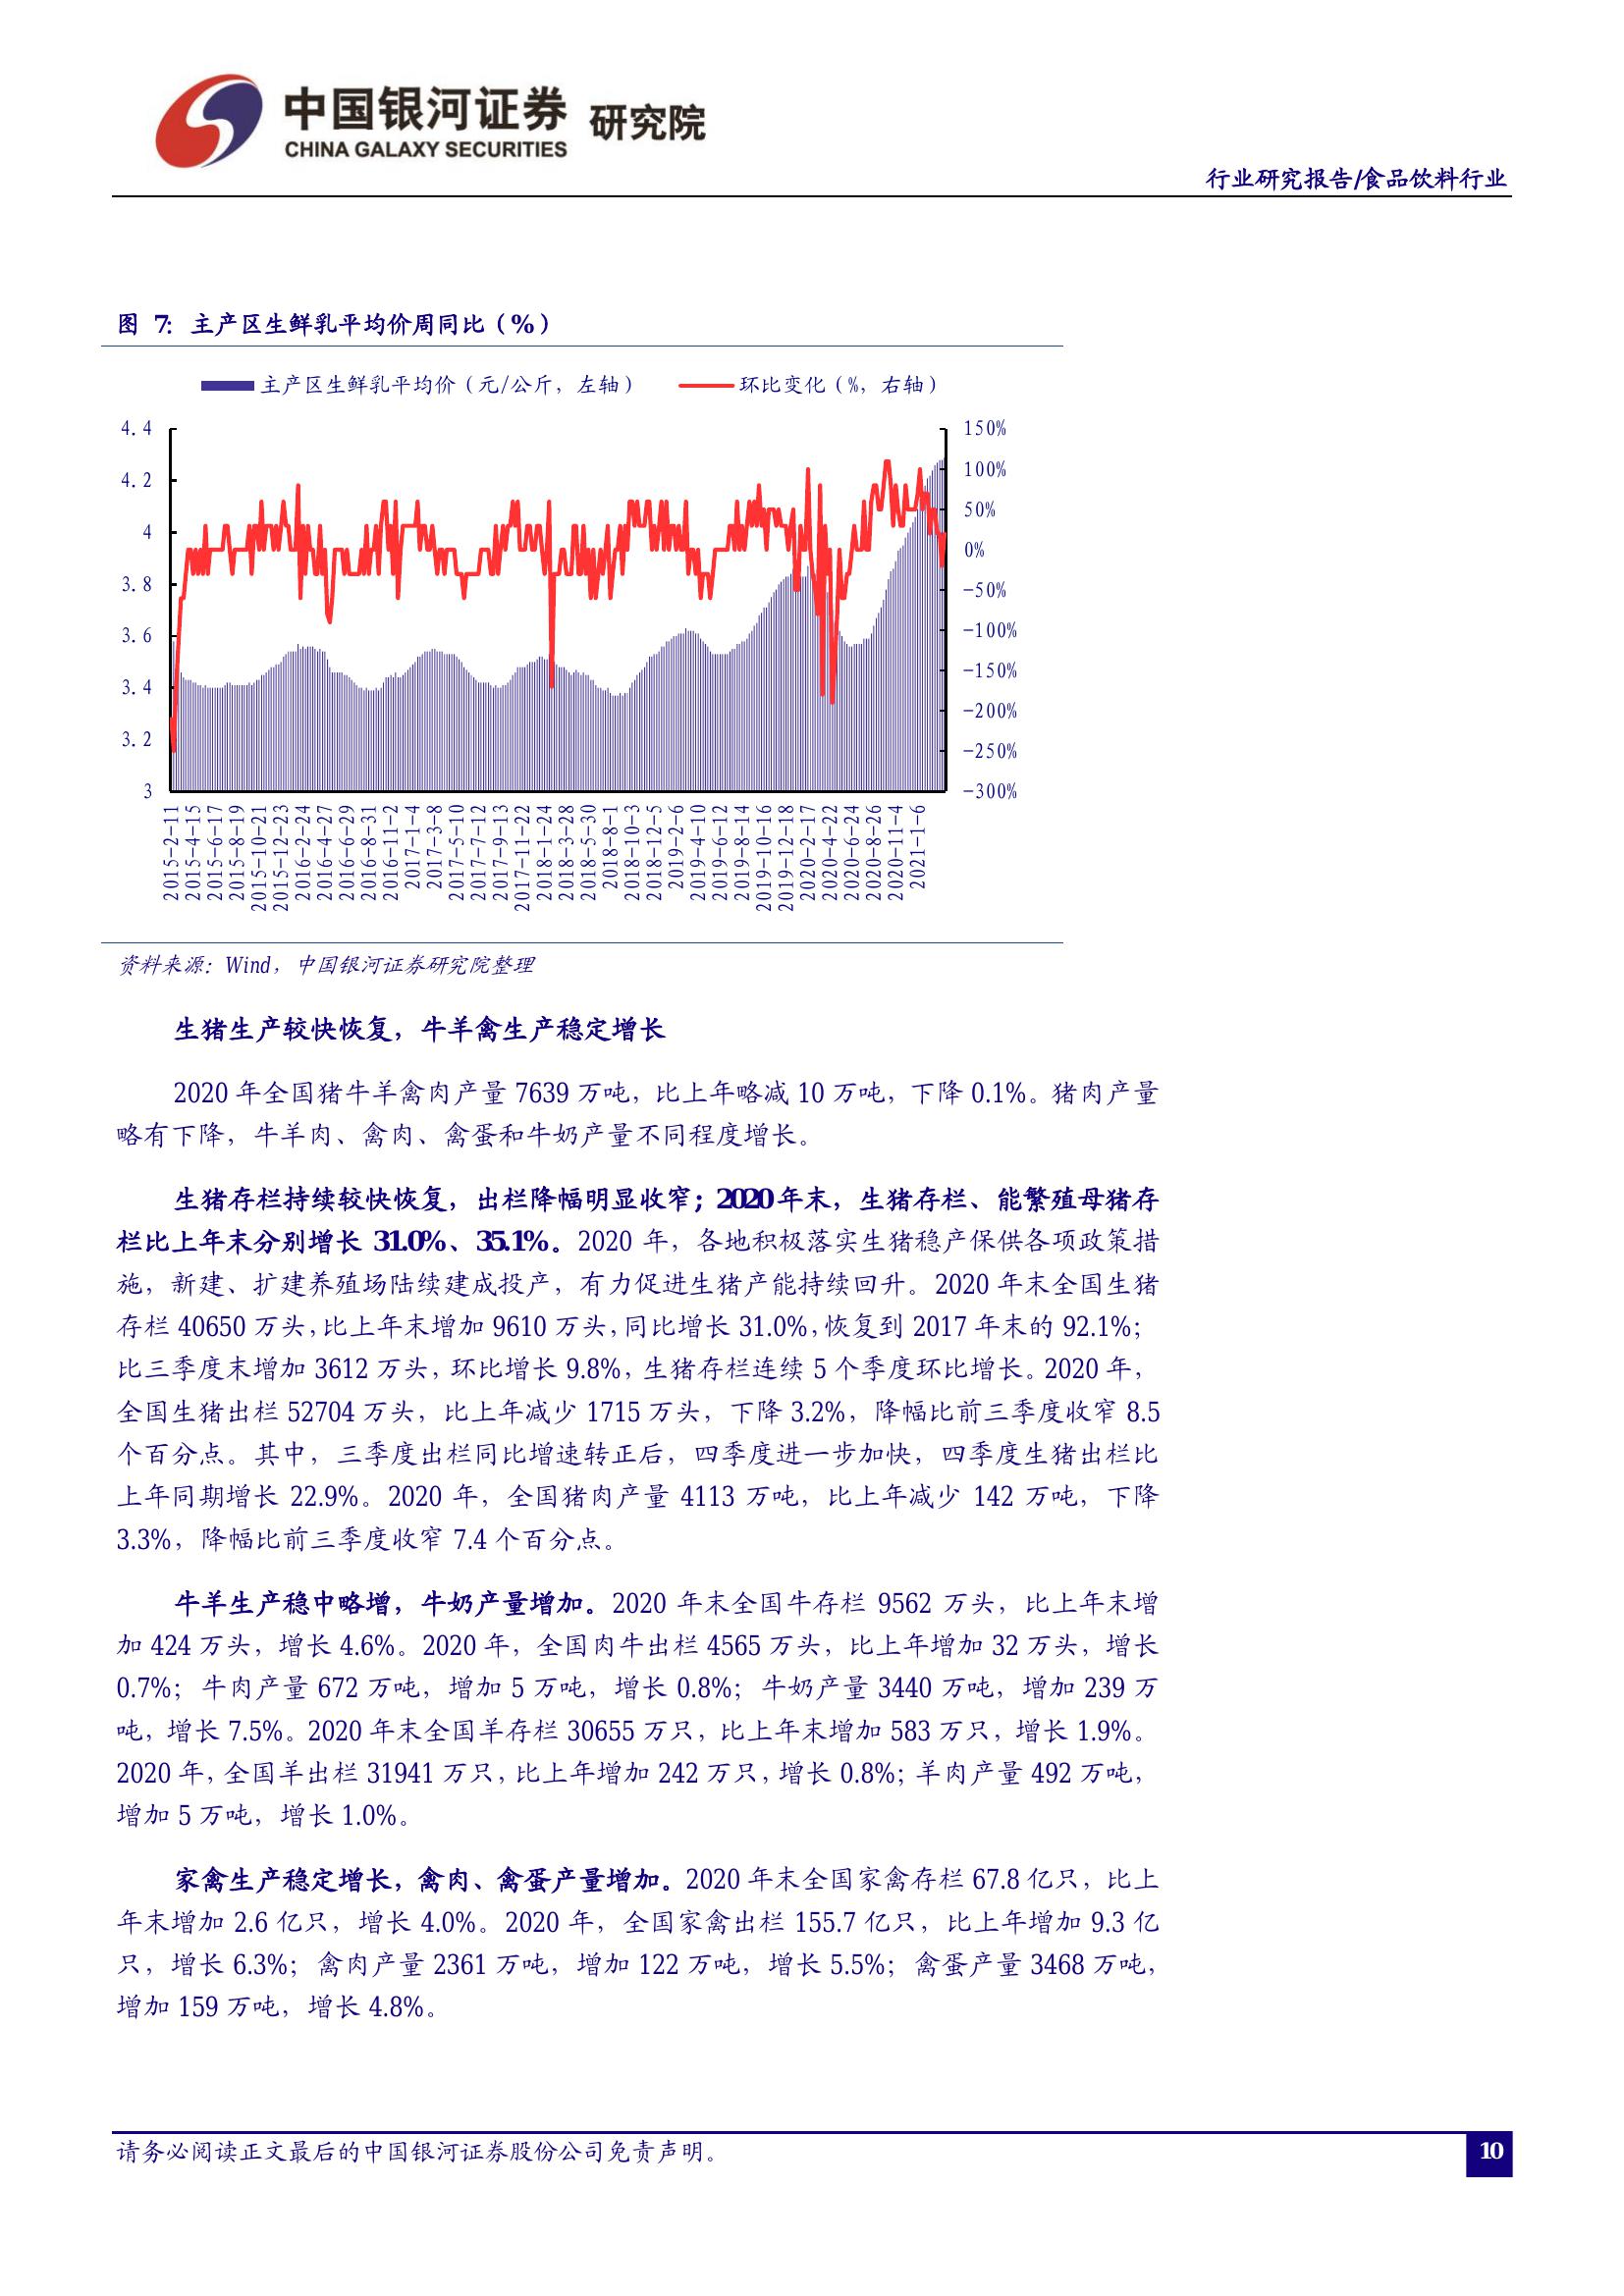 中国银河证券 研究院
CHINA GALAXY SECURITIES
行业研究报告/食品饮料行业
图 7: 主产区生鲜乳平均价周同比（%）
主产区生鲜乳平均价（元/公斤，左轴） 环比变化（%，右轴）
4.4
4.2
4
3.8
3.6
3.4
3.2
3
150%
100%
50%
0%
-50%
-100%
-150%
-200%
-250%
-300%
2015-2-11
2015-4-15
2015-6-17
2015-8-19
2015-10-21
2015-12-23
2016-2-24
2016-4-27
2016-6-29
2016-8-31
2016-11-2
2017-1-4
2017-3-8
2017-5-10
2017-7-12
2017-9-13
2017-11-22
2018-1-24
2018-3-28
2018-5-30
2018-8-1
2018-10-3
2018-12-5
2019-2-6
2019-4-10
2019-6-12
2019-8-14
2019-10-16
2019-12-18
2020-2-17
2020-4-22
2020-6-24
2020-8-26
2020-11-4
2021-1-6
资料来源：Wind，中国银河证券研究院整理
生猪生产较快恢复，牛羊禽生产稳定增长
2020 年全国猪牛羊禽肉产量 7639 万吨，比上年略减 10 万吨，下降 0.1%。猪肉产量
略有下降，牛羊肉、禽肉、禽蛋和牛奶产量不同程度增长。
生猪存栏持续较快恢复，出栏降幅明显收窄；2020 年末，生猪存栏、能繁殖母猪存
栏比上年末分别增长 31.0%、35.1%。2020 年，各地积极落实生猪稳产保供各项政策措
施，新建、扩建养殖场陆续建成投产，有力促进生猪产能持续回升。2020 年末全国生猪
存栏 40650 万头，比上年末增加 9610 万头，同比增长 31.0%，恢复到 2017 年末的 92.1%；
比三季度末增加 3612 万头，环比增长 9.8%，生猪存栏连续 5 个季度环比增长。2020 年，
全国生猪出栏 52704 万头，比上年减少 1715 万头，下降 3.2%，降幅比前三季度收窄 8.5
个百分点。其中，三季度出栏同比增速转正后，四季度进一步加快，四季度生猪出栏比
上年同期增长 22.9%。2020 年，全国猪肉产量 4113 万吨，比上年减少 142 万吨，下降
3.3%，降幅比前三季度收窄 7.4 个百分点。
牛羊生产稳中略增，牛奶产量增加。2020 年末全国牛存栏 9562 万头，比上年末增
加 424 万头，增长 4.6%。2020 年，全国肉牛出栏 4565 万头，比上年增加 32 万头，增长
0.7%；牛肉产量 672 万吨，增加 5 万吨，增长 0.8%；牛奶产量 3440 万吨，增加 239 万
吨，增长 7.5%。2020 年末全国羊存栏 30655 万只，比上年末增加 583 万只，增长 1.9%。
2020 年，全国羊出栏 31941 万只，比上年增加 242 万只，增长 0.8%；羊肉产量 492 万吨，
增加 5 万吨，增长 1.0%。
家禽生产稳定增长，禽肉、禽蛋产量增加。2020 年末全国家禽存栏 67.8 亿只，比上
年末增加 2.6 亿只，增长 4.0%。2020 年，全国家禽出栏 155.7 亿只，比上年增加 9.3 亿
只，增长 6.3%；禽肉产量 2361 万吨，增加 122 万吨，增长 5.5%；禽蛋产量 3468 万吨，
增加 159 万吨，增长 4.8%。
请务必阅读正文最后的中国银河证券股份公司免责声明。
10